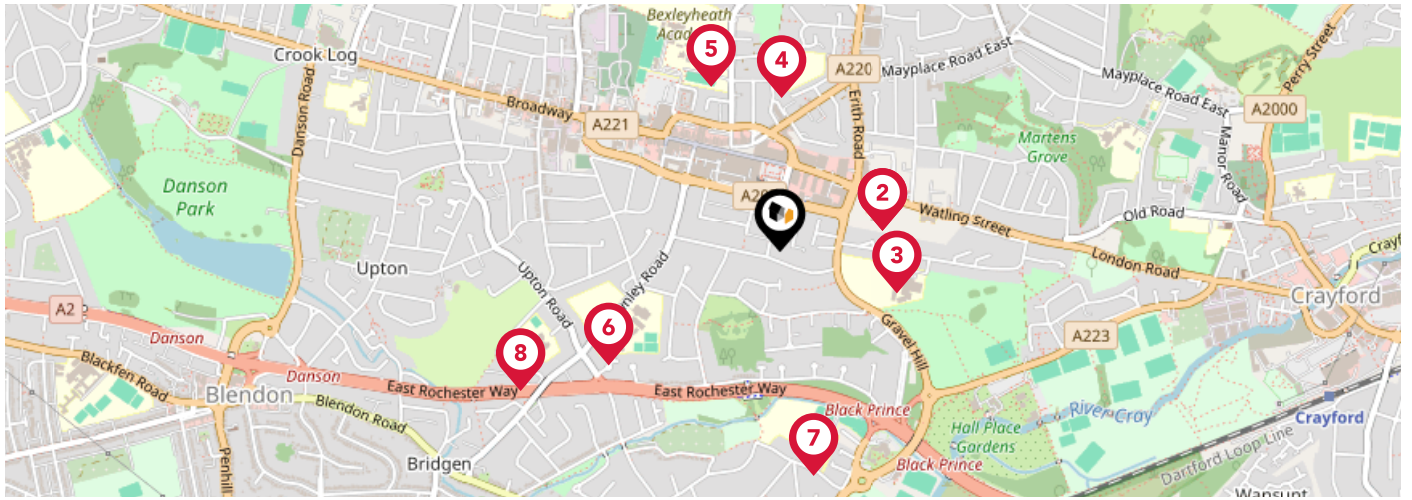 Bexleyheath
Crook Log
5
4
A220
Mayplace Road East
Perry Street
Mayplace Road East
Danson Road
Broadway
A221
Erith Road
A2000
Martens
Grove
Manor Road
Danson
Park
2
Watling Street
Old Road
3
London Road
Upton
Upton Road
Crayford
A2
Danson
6
Gravel Hill
A223
Blackfen Road
8
Danson
East Rochester Way
East Rochester Way
Blendon
Blendon Road
Black Prince
River Cray
Crayford
Hall Place
Gardens
7
Bridgen
Black Prince
Dartford Loop Line